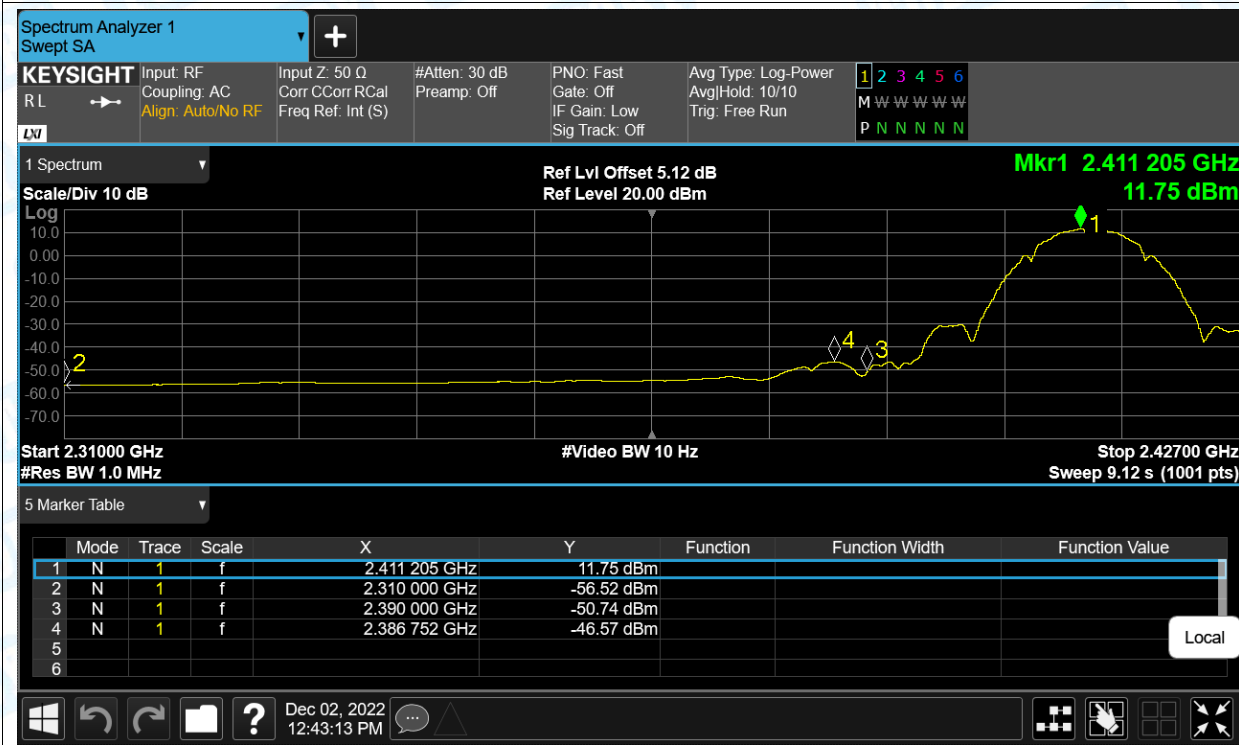 Spectrum Analyzer 1
Swept SA
+
KEYSIGHT
R L
LXI
Input: RF
Coupling: AC
Align: Auto/No RF
Input Z: 50 Ω
Corr CCorr RCal
Freq Ref: Int (S)
#Atten: 30 dB
Preamp: Off
PNO: Fast
Gate: Off
IF Gain: Low
Sig Track: Off
Avg Type: Log-Power
Avg|Hold: 10/10
Trig: Free Run
1 2 3 4 5 6
M W W W W W
P N N N N N
1 Spectrum
Scale/Div 10 dB
Ref Lvl Offset 5.12 dB
Ref Level 20.00 dBm
Mkr1 2.411 205 GHz
11.75 dBm
Log
10.0
0.00
-10.0
-20.0
-30.0
-40.0
-50.0
-60.0
-70.0
1
2
4
3
Start 2.31000 GHz
#Res BW 1.0 MHz
#Video BW 10 Hz
Stop 2.42700 GHz
Sweep 9.12 s (1001 pts)
5 Marker Table
Mode Trace Scale X Y Function Function Width Function Value
1 N 1 f 2.411 205 GHz 11.75 dBm
2 N 1 f 2.310 000 GHz -56.52 dBm
3 N 1 f 2.390 000 GHz -50.74 dBm
4 N 1 f 2.386 752 GHz -46.57 dBm
5
6
Local
?
Dec 02, 2022
12:43:13 PM